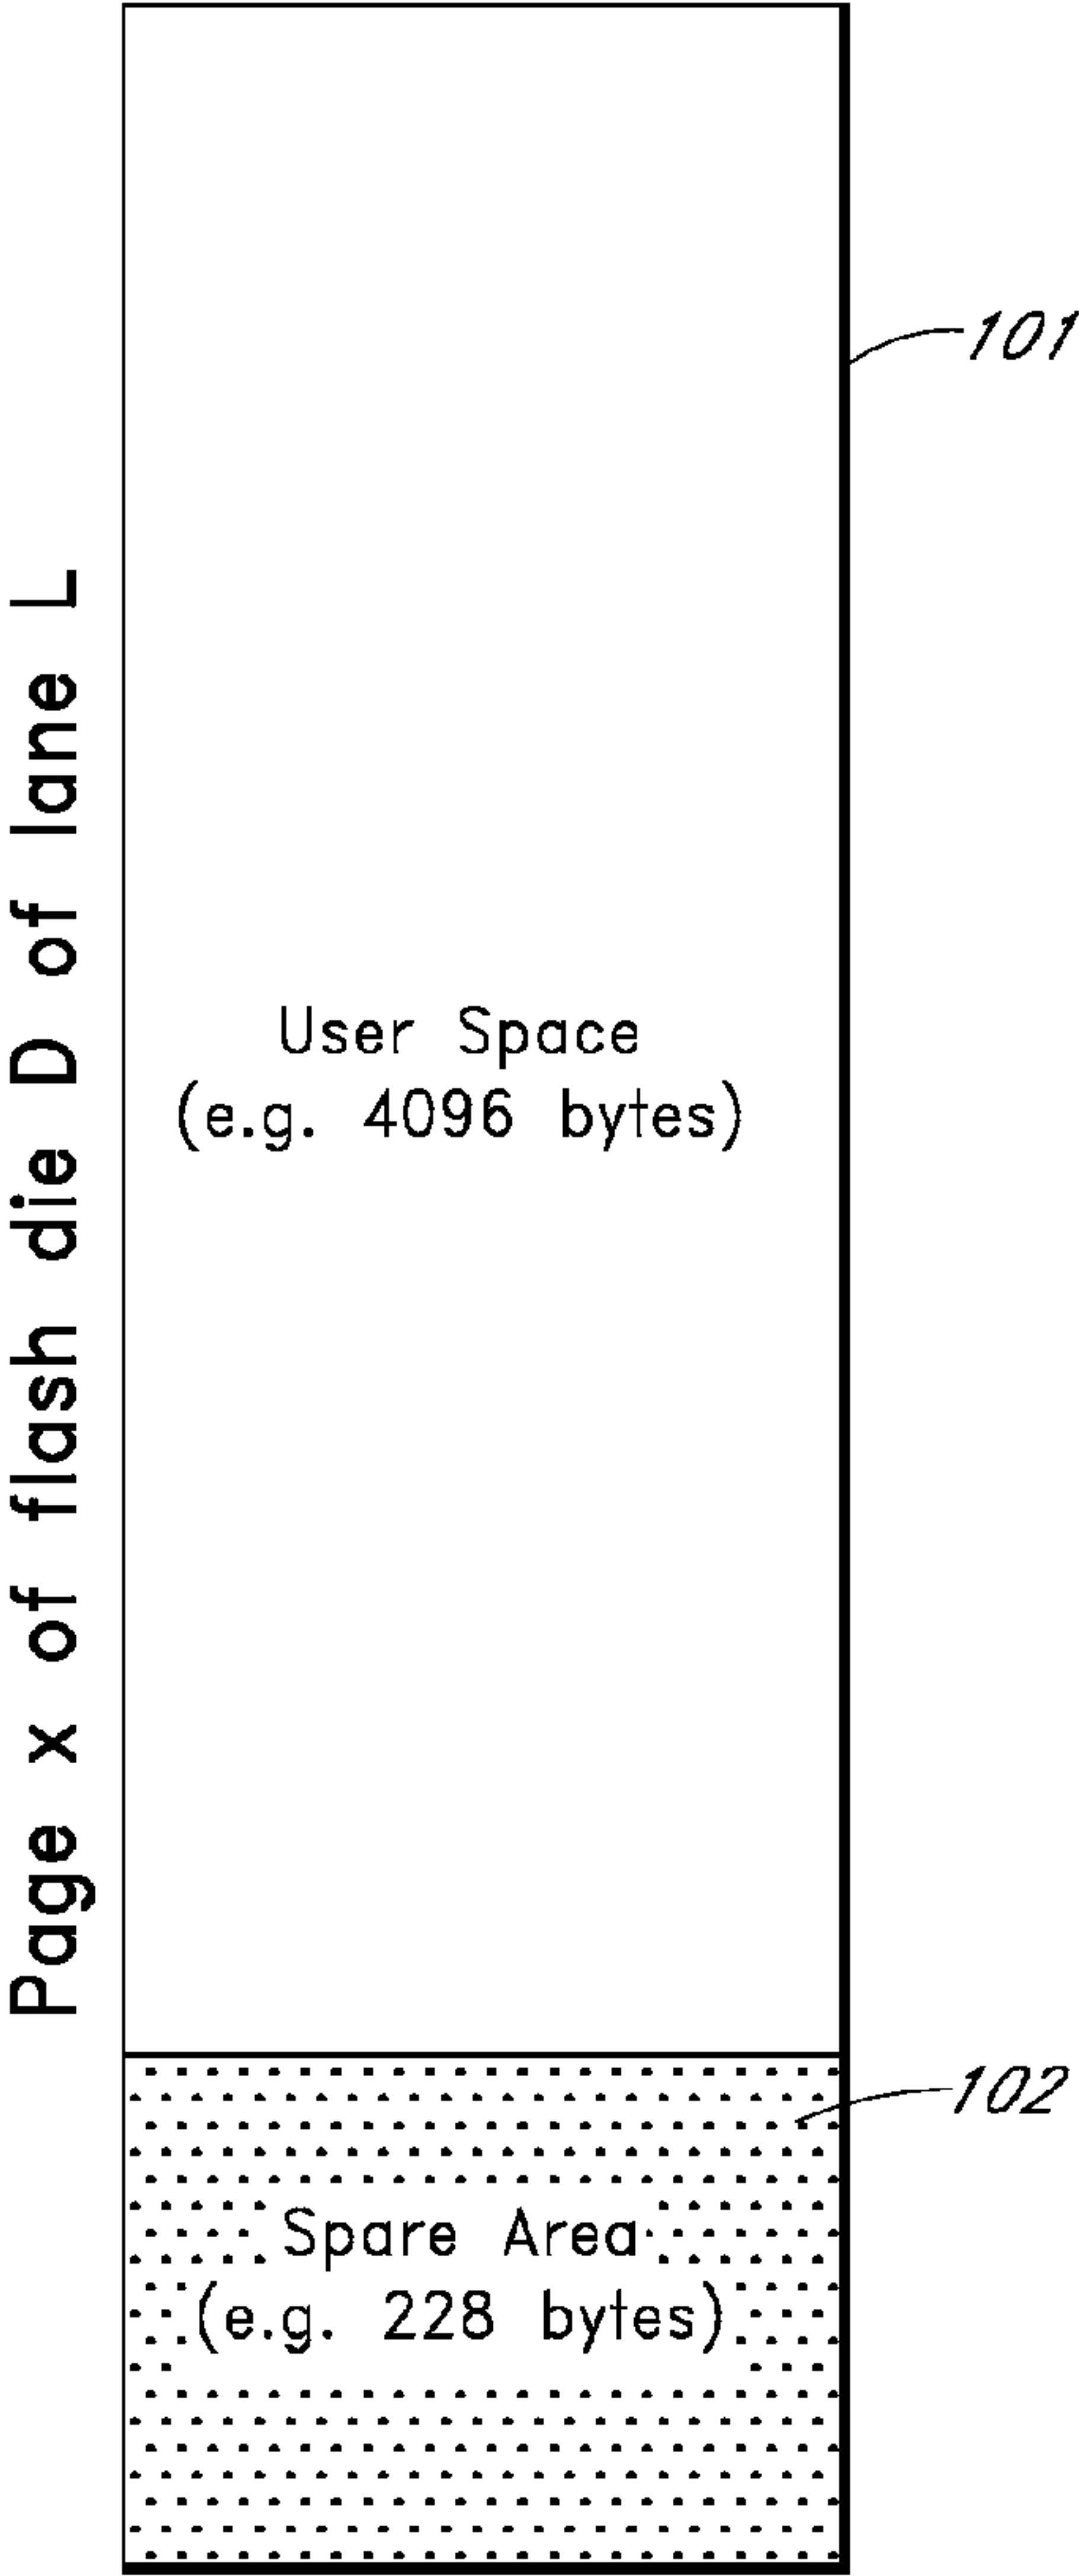 Page x of flash die D of lane L
101
User Space
(e.g. 4096 bytes)
102
Spare Area
(e.g. 228 bytes)